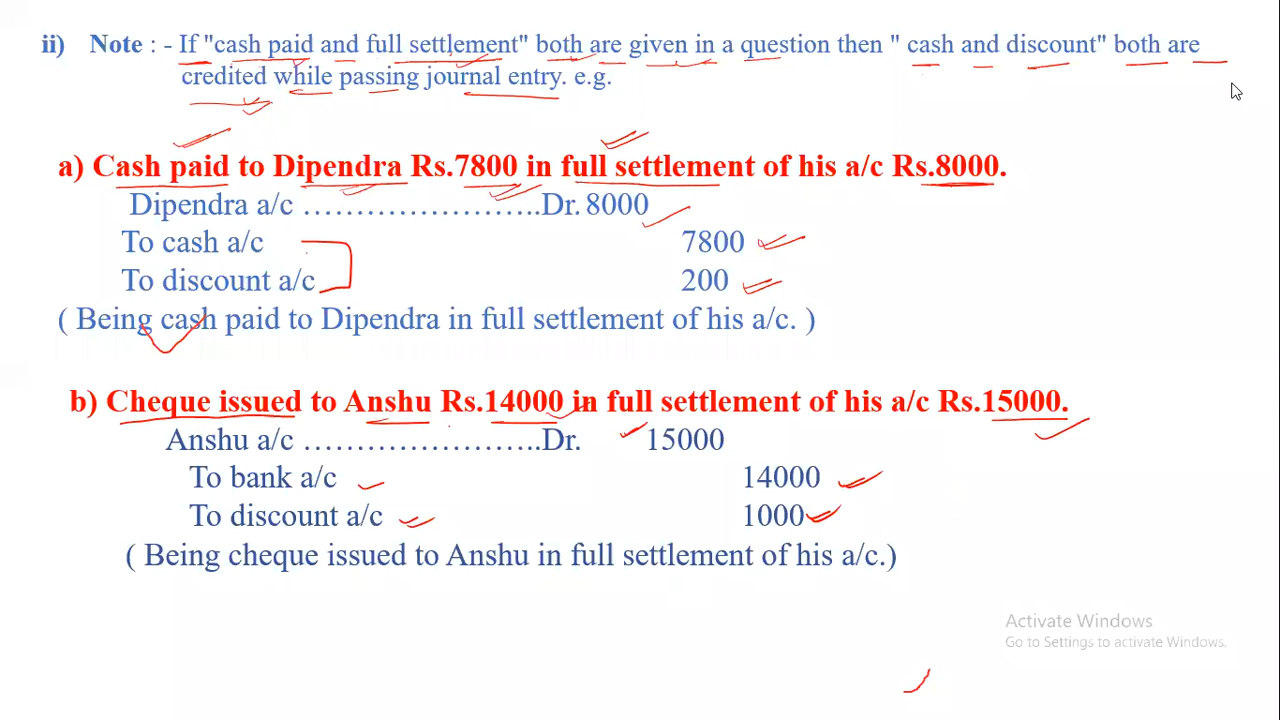 ii) Note : - If "cash paid and full settlement" both are given in a question then " cash and discount" both are
credited while passing journal entry. e.g.
a) Cash paid to Dipendra Rs.7800 in full settlement of his a/c Rs.8000.
Dipendra a/c ……………………..Dr. 8000
To cash a/c 7800
To discount a/c 200
( Being cash paid to Dipendra in full settlement of his a/c. )
b) Cheque issued to Anshu Rs.14000 in full settlement of his a/c Rs.15000.
Anshu a/c ……………………..Dr. 15000
To bank a/c 14000
To discount a/c 1000
( Being cheque issued to Anshu in full settlement of his a/c.)
Activate Windows
Go to Settings to activate Windows.